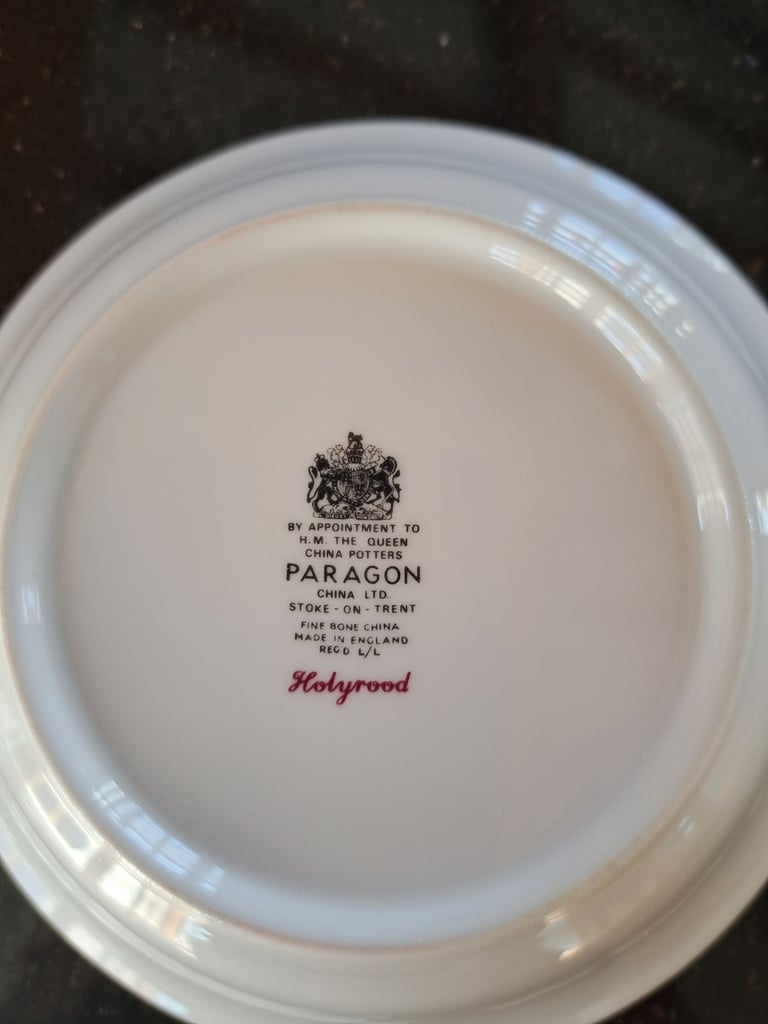 BY APPOINTMENT TO
H.M. THE QUEEN
CHINA POTTERS
PARAGON
CHINA LTD.
STOKE-ON-TRENT
FINE BONE CHINA
MADE IN ENGLAND
REGD L/L
Holyrood